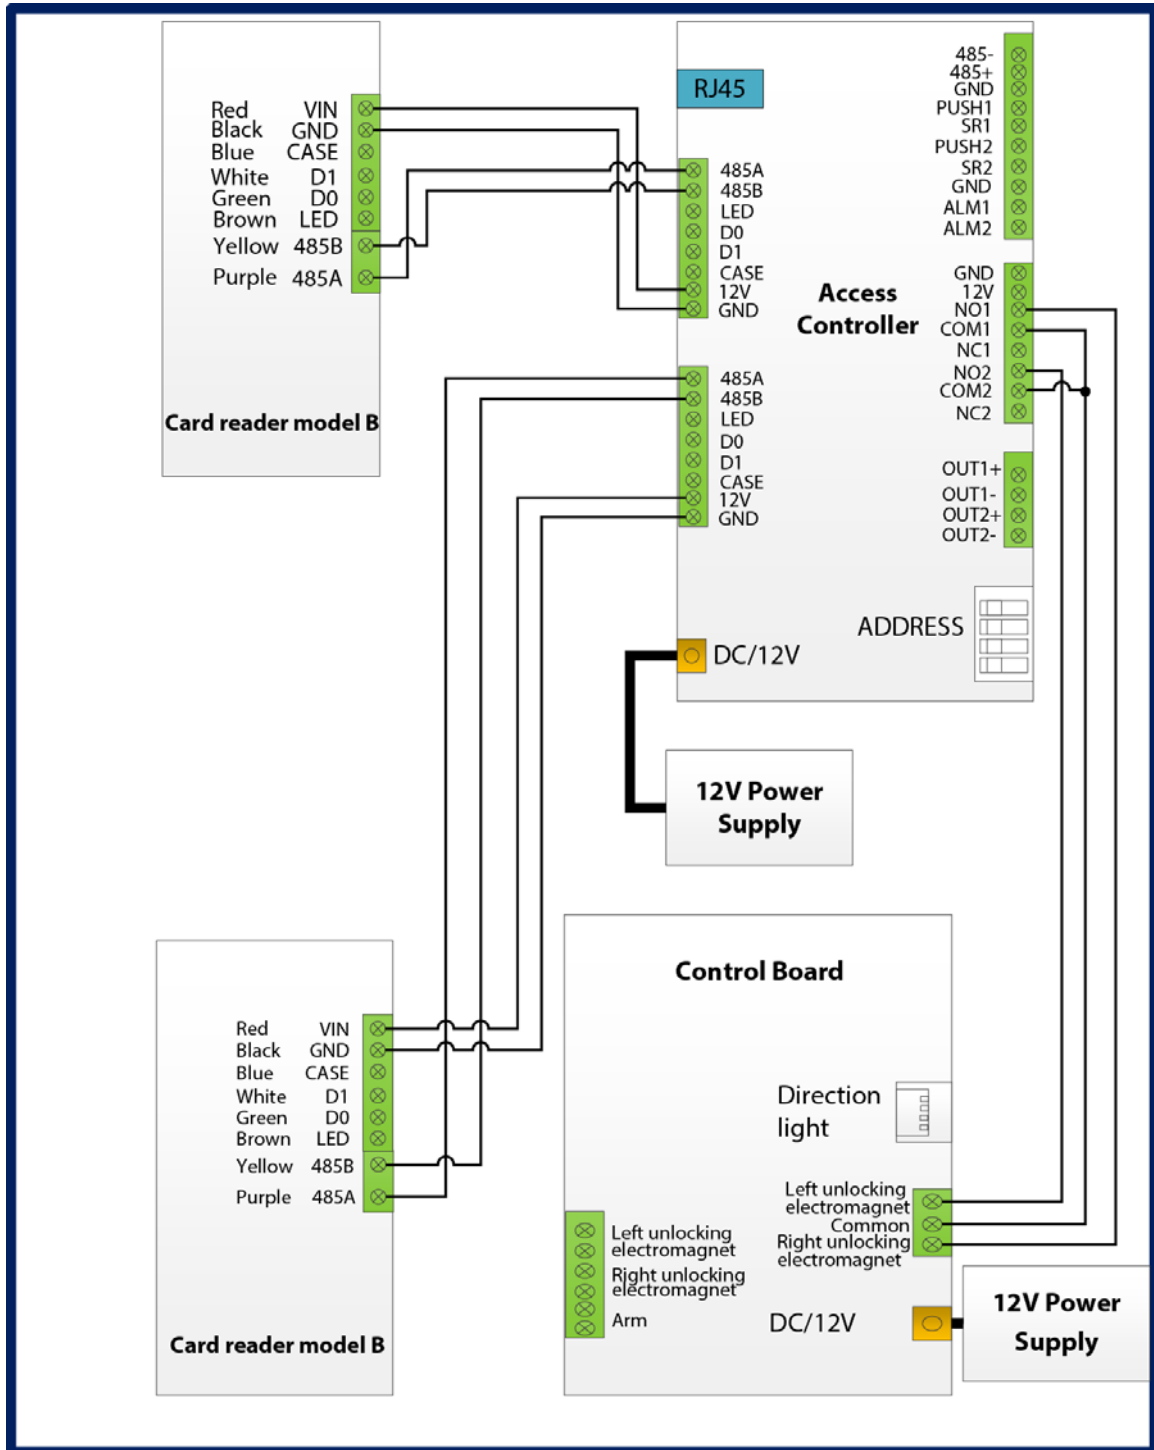 Red VIN
Black GND
Blue CASE
White D1
Green D0
Brown LED
Yellow 485B
Purple 485A
Card reader model B
RJ45
485A
485B
LED
D0
D1
CASE
12V
GND
485A
485B
LED
D0
D1
CASE
12V
GND
DC/12V
Access
Controller
485-
485+
GND
PUSH1
SR1
PUSH2
SR2
GND
ALM1
ALM2
GND
12V
NO1
COM1
NC1
NO2
COM2
NC2
OUT1+
OUT1-
OUT2+
OUT2-
ADDRESS
12V Power
Supply
Red VIN
Black GND
Blue CASE
White D1
Green D0
Brown LED
Yellow 485B
Purple 485A
Card reader model B
Control Board
Direction
light
Left unlocking
electromagnet
Common
Right unlocking
electromagnet
Left unlocking
electromagnet
Right unlocking
electromagnet
Arm
DC/12V
12V Power
Supply